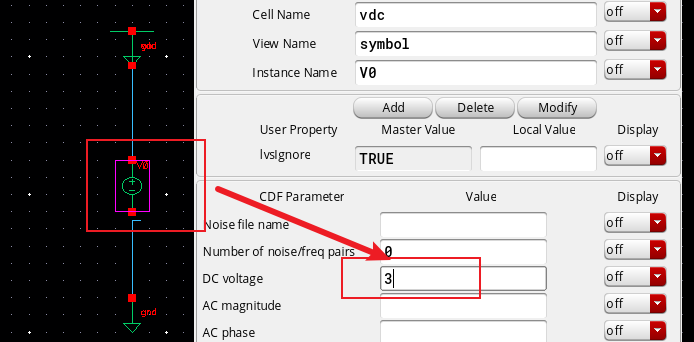 Cell Name vdc off
View Name symbol off
Instance Name V0 off
Add Delete Modify
User Property Master Value Local Value Display
lvsIgnore TRUE off
CDF Parameter Value Display
Noise file name off
Number of noise/freq pairs 0 off
DC voltage 3 off
AC magnitude off
AC phase off
V0
gnd